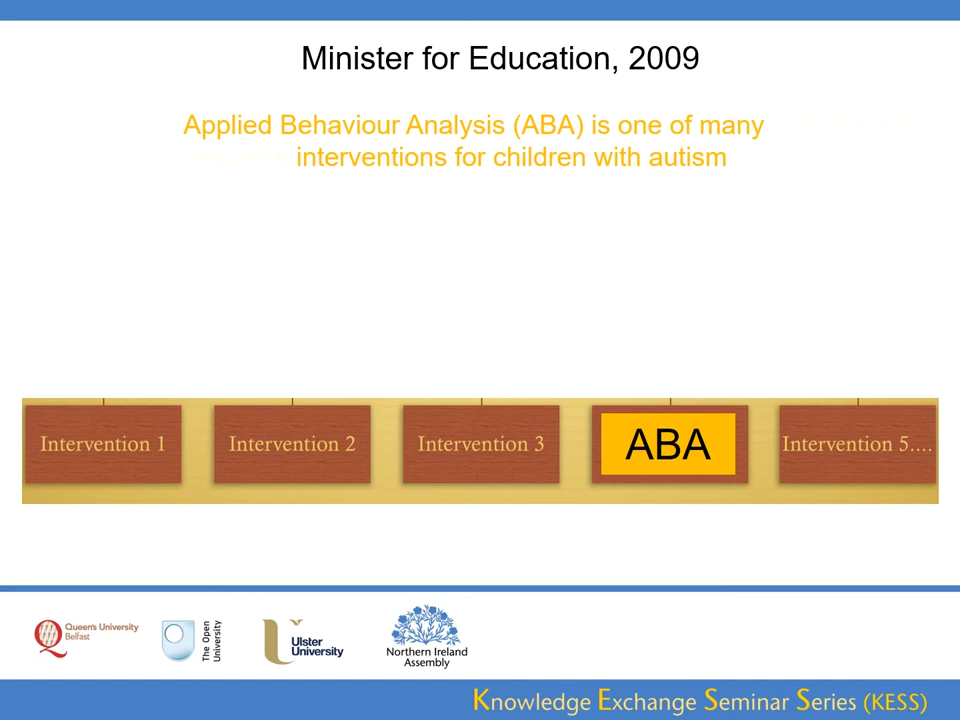 Minister for Education, 2009
Applied Behaviour Analysis (ABA) is one of many
interventions for children with autism
Intervention 1
Intervention 2
Intervention 3
ABA
Intervention 5....
Queen's University
Belfast
The Open
University
Ulster
University
Northern Ireland
Assembly
Knowledge Exchange Seminar Series (KESS)